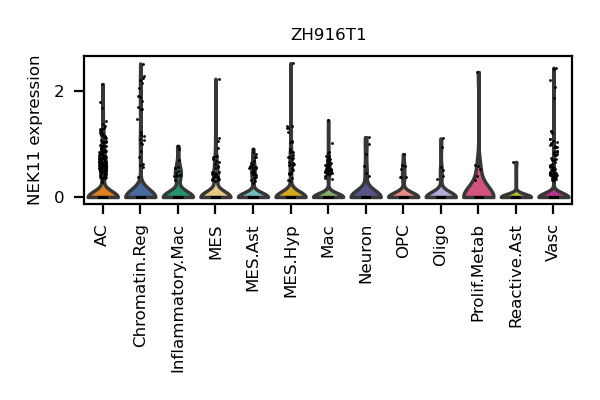 ZH916T1
NEK11 expression
2
0
AC
Chromatin.Reg
Inflammatory.Mac
MES
MES.Ast
MES.Hyp
Mac
Neuron
OPC
Oligo
Prolif.Metab
Reactive.Ast
Vasc